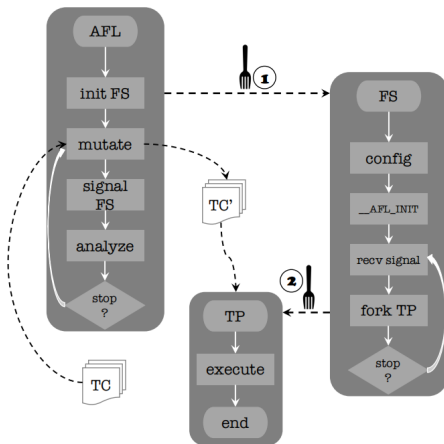 AFL
init FS
mutate
signal
FS
analyze
stop
?
TC
TC'
1
FS
config
__AFL_INIT
recv signal
fork TP
stop
?
2
TP
execute
end